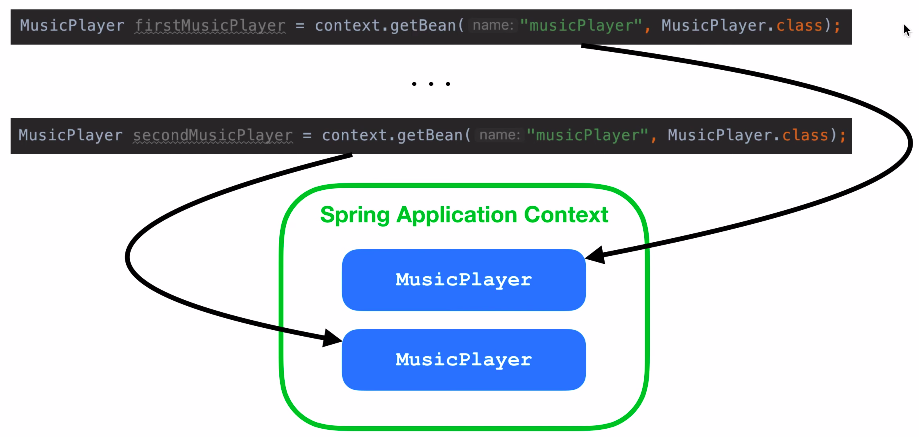 MusicPlayer firstMusicPlayer = context.getBean( name: "musicPlayer", MusicPlayer.class);
...
MusicPlayer secondMusicPlayer = context.getBean( name: "musicPlayer", MusicPlayer.class);
Spring Application Context
MusicPlayer
MusicPlayer